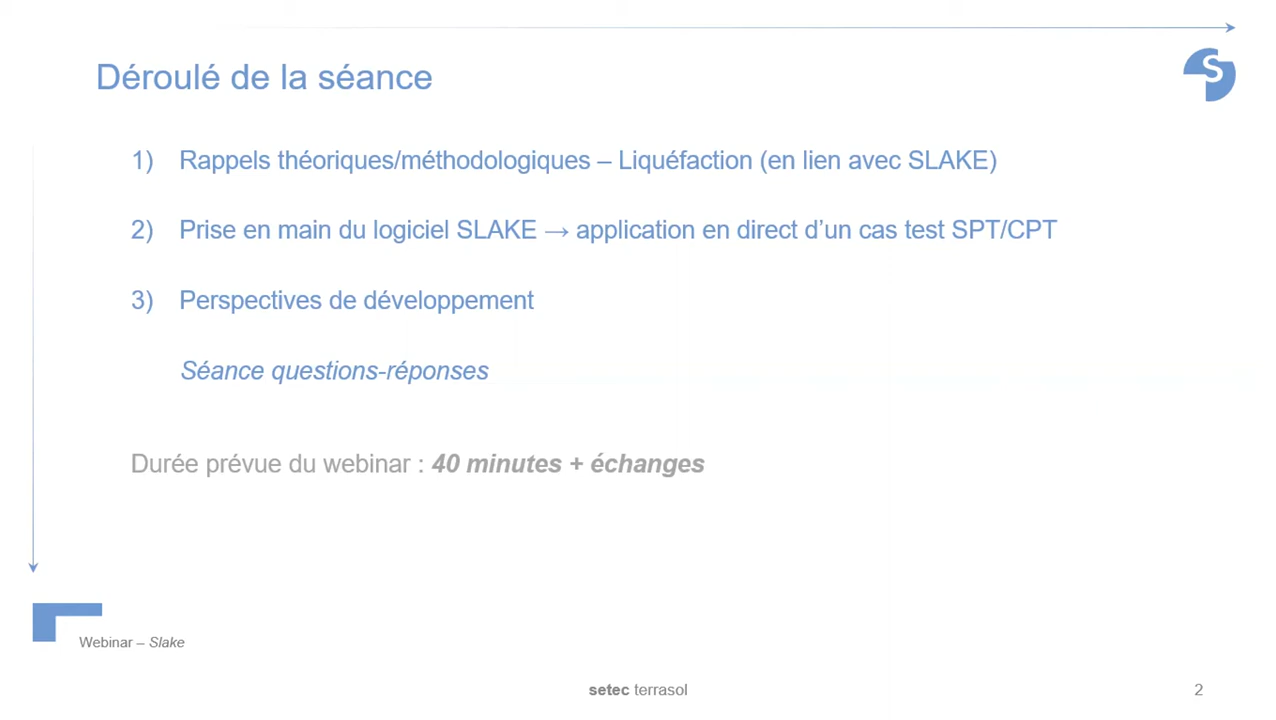 Déroulé de la séance
1) Rappels théoriques/méthodologiques – Liquéfaction (en lien avec SLAKE)
2) Prise en main du logiciel SLAKE → application en direct d’un cas test SPT/CPT
3) Perspectives de développement
Séance questions-réponses
Durée prévue du webinar : 40 minutes + échanges
Webinar – Slake
setec terrasol
2